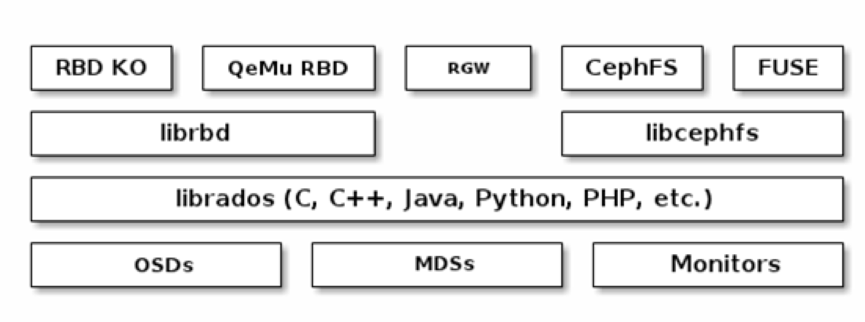 RBD KO QeMu RBD RGW CephFS FUSE
librbd libcephfs
librados (C, C++, Java, Python, PHP, etc.)
OSDs MDSs Monitors